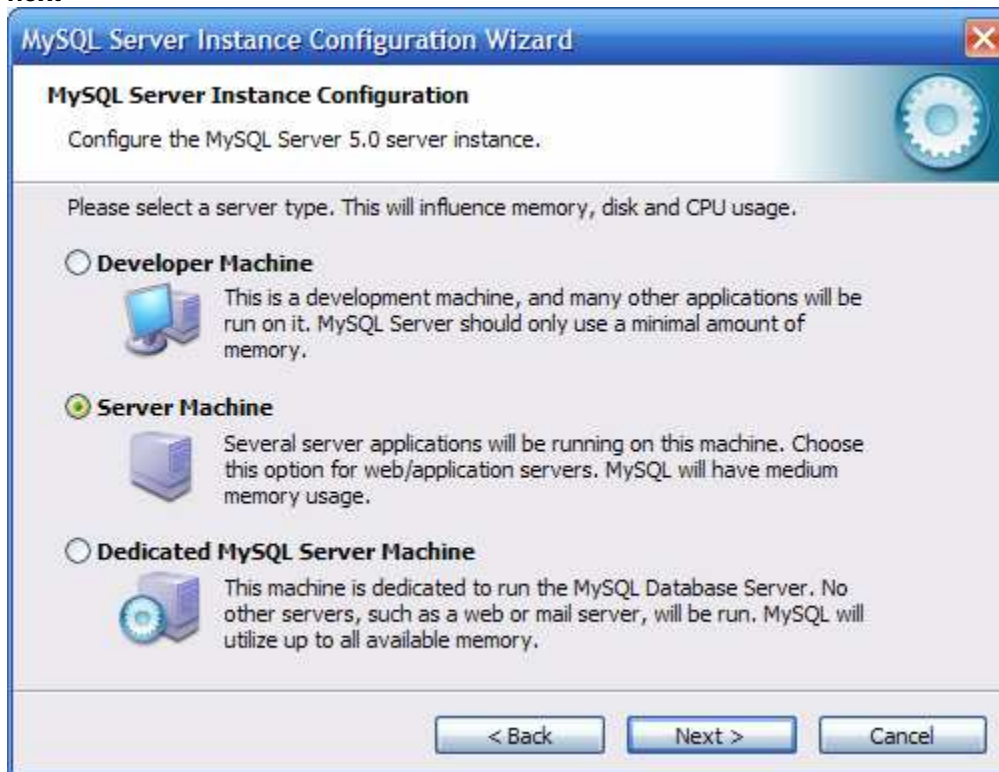 MySQL Server Instance Configuration Wizard
MySQL Server Instance Configuration
Configure the MySQL Server 5.0 server instance.
Please select a server type. This will influence memory, disk and CPU usage.
Developer Machine
This is a development machine, and many other applications will be
run on it. MySQL Server should only use a minimal amount of
memory.
Server Machine
Several server applications will be running on this machine. Choose
this option for web/application servers. MySQL will have medium
memory usage.
Dedicated MySQL Server Machine
This machine is dedicated to run the MySQL Database Server. No
other servers, such as a web or mail server, will be run. MySQL will
utilize up to all available memory.
< Back
Next >
Cancel